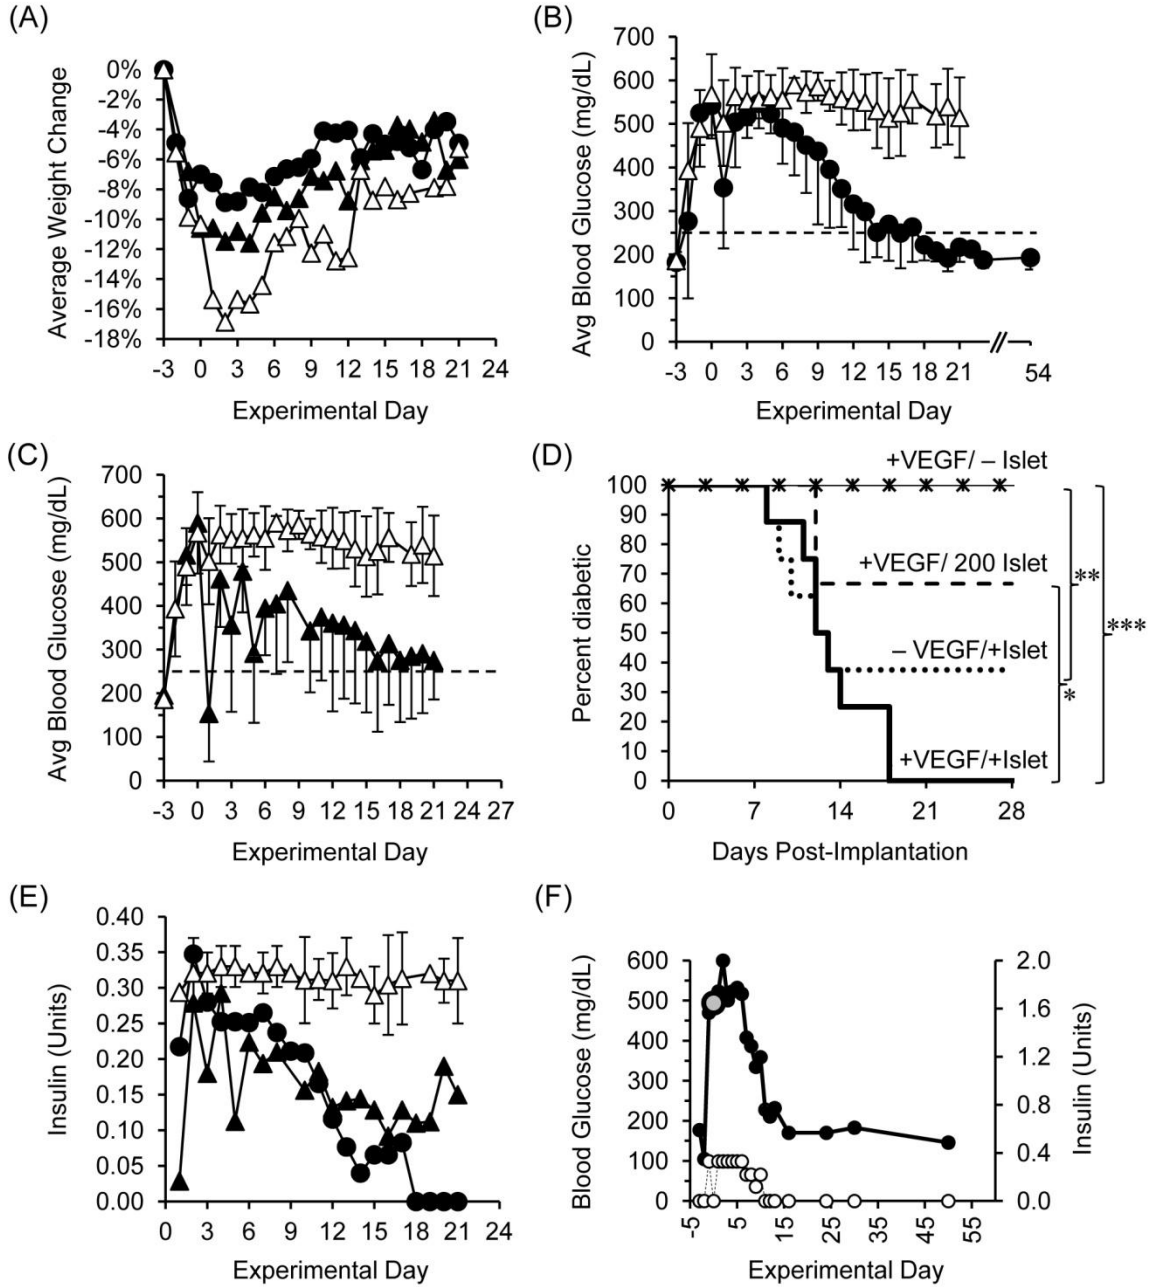 (A)
Average Weight Change
0%
-2%
-4%
-6%
-8%
-10%
-12%
-14%
-16%
-18%
-3 0 3 6 9 12 15 18 21 24
Experimental Day
(B)
Avg Blood Glucose (mg/dL)
700
600
500
400
300
200
100
0
-3 0 3 6 9 12 15 18 21 54
Experimental Day
(C)
Avg Blood Glucose (mg/dL)
700
600
500
400
300
200
100
0
-3 0 3 6 9 12 15 18 21 24 27
Experimental Day
(D)
Percent diabetic
100
90
80
70
60
50
40
30
20
10
0
+VEGF/ – Islet
+VEGF/ 200 Islet
– VEGF/+Islet
+VEGF/+Islet
**
***
*
0 7 14 21 28
Days Post-Implantation
(E)
Insulin (Units)
0.40
0.35
0.30
0.25
0.20
0.15
0.10
0.05
0.00
0 3 6 9 12 15 18 21 24
Experimental Day
(F)
Blood Glucose (mg/dL)
600
550
500
450
400
350
300
250
200
150
100
50
0
2.0
1.6
1.2
0.8
0.4
0.0
Insulin (Units)
-5 5 15 25 35 45 55
Experimental Day